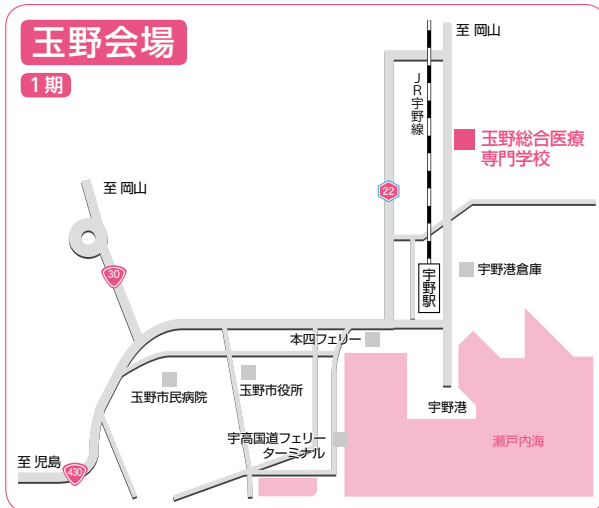 玉野会場
1期
至 岡山
JR宇野線
玉野総合医療
専門学校
22
至 岡山
30
宇野駅
宇野港倉庫
本四フェリー
玉野市民病院
玉野市役所
宇野港
宇高国道フェリー
ターミナル
瀬戸内海
至 児島
430